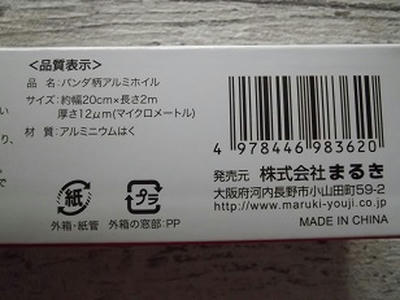 <品質表示>
品 名：パンダ柄アルミホイル
サイズ：約幅20cm×長さ2m
厚さ12μm(マイクロメートル)
材 質：アルミニウムはく
い
り、
で
紙
プラ
外箱・紙管
外箱の窓部：PP
4 978446 983620
発売元 株式会社まるき
大阪府河内長野市小山田町59-2
http://www.maruki-youji.co.jp
MADE IN CHINA